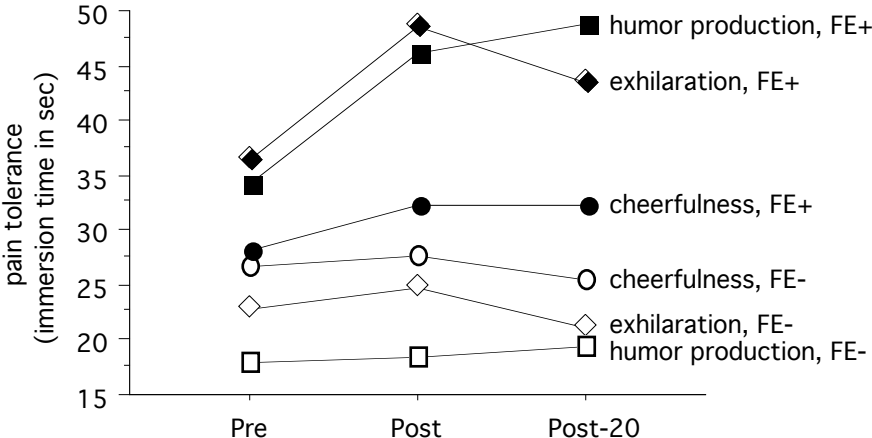 50
45
40
35
30
25
20
15
pain tolerance
(immersion time in sec)
humor production, FE+
exhilaration, FE+
cheerfulness, FE+
cheerfulness, FE-
exhilaration, FE-
humor production, FE-
Pre
Post
Post-20